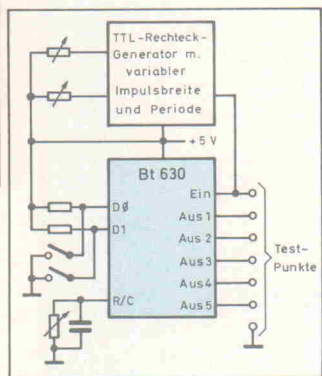 TTL-Rechteck-
Generator m.
variabler
Impulsbreite
und Periode
+5 V
Bt 630
Ein
DØ
Aus 1
D1
Aus 2
Aus 3
Test-
Punkte
Aus 4
R/C
Aus 5